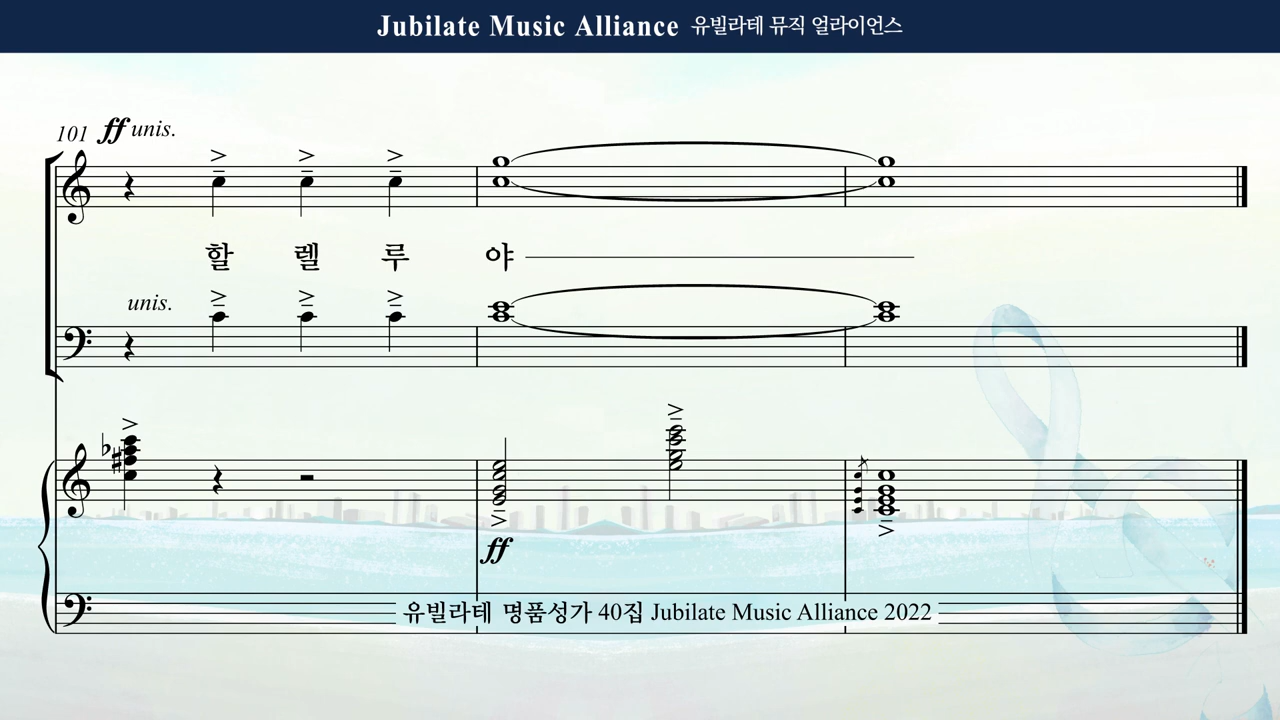 Jubilate Music Alliance 유빌라테 뮤직 얼라이언스
101 ff unis.
할 렐 루 야
unis.
ff
유빌라테 명품성가 40집 Jubilate Music Alliance 2022